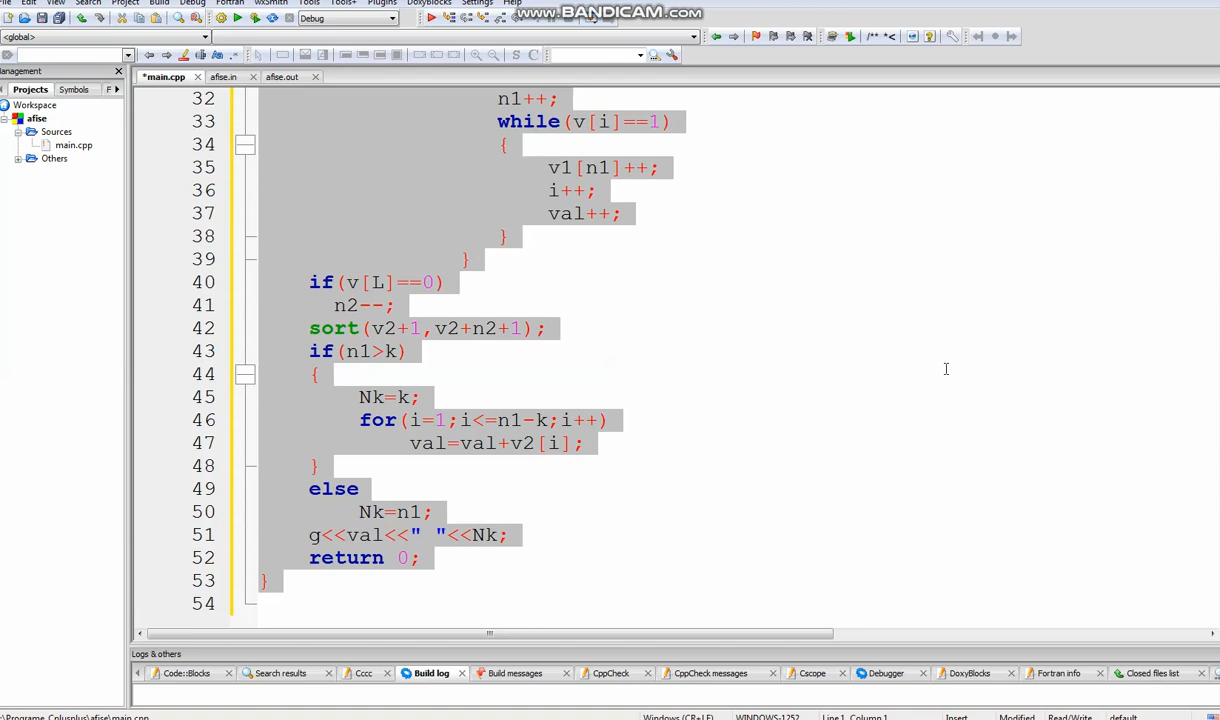 File Edit View Search Project Build Debug Fortran wxSmith Tools Tools+ Plugins DoxyBlocks Settings Help
www.BANDICAM.com
Debug
<global>
/** *<
S C
Management
*main.cpp afise.in afise.out
Projects Symbols F
Workspace
afise
Sources
main.cpp
Others
32 n1++;
33 while(v[i]==1)
34 {
35 v1[n1]++;
36 i++;
37 val++;
38 }
39 }
40 if(v[L]==0)
41 n2--;
42 sort(v2+1,v2+n2+1);
43 if(n1>k)
44 {
45 Nk=k;
46 for(i=1;i<=n1-k;i++)
47 val=val+v2[i];
48 }
49 else
50 Nk=n1;
51 g<<val<<" "<<Nk;
52 return 0;
53 }
54
Logs & others
Code::Blocks Search results Cccc Build log Build messages CppCheck CppCheck messages Cscope Debugger DoxyBlocks Fortran info Closed files list
:\Programe_Cplusplus\afise\main.cpp Windows (CR+LF) WINDOWS-1252 Line 1, Column 1 Insert Modified Read/Write default